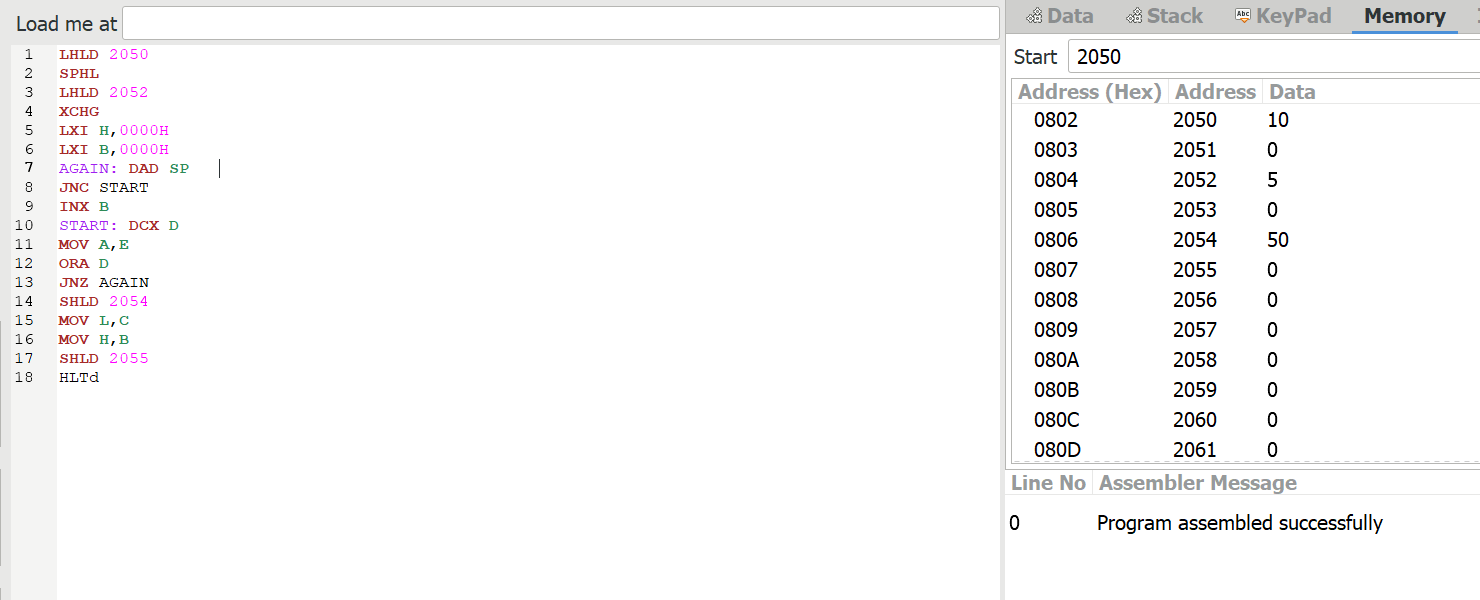 Load me at
1 LHLD 2050
2 SPHL
3 LHLD 2052
4 XCHG
5 LXI H,0000H
6 LXI B,0000H
7 AGAIN: DAD SP
8 JNC START
9 INX B
10 START: DCX D
11 MOV A,E
12 ORA D
13 JNZ AGAIN
14 SHLD 2054
15 MOV L,C
16 MOV H,B
17 SHLD 2055
18 HLTd
Data Stack Abc KeyPad Memory
Start 2050
Address (Hex) Address Data
0802 2050 10
0803 2051 0
0804 2052 5
0805 2053 0
0806 2054 50
0807 2055 0
0808 2056 0
0809 2057 0
080A 2058 0
080B 2059 0
080C 2060 0
080D 2061 0
Line No Assembler Message
0 Program assembled successfully